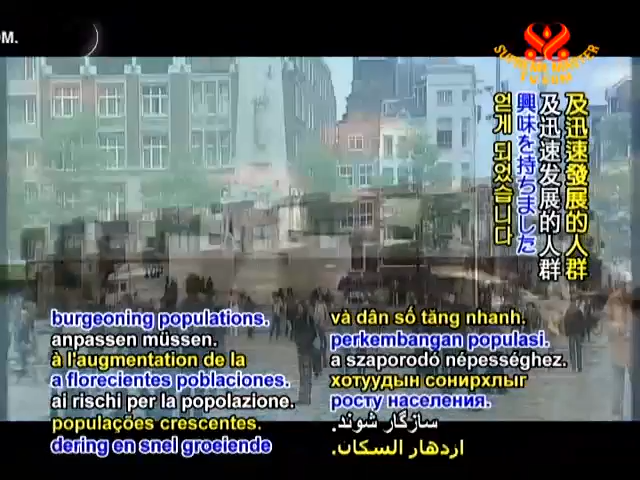 OM.
SUPREME MASTER
TV.COM
及迅速發展的人群
及迅速发展的人群
興味を持ちました
얻게 되었습니다
burgeoning populations.
anpassen müssen.
à l'augmentation de la
a florecientes poblaciones.
ai rischi per la popolazione.
populações crescentes.
dering en snel groeiende
và dân số tăng nhanh.
perkembangan populasi.
a szaporodó népességhez.
хотуудын сонирхлыг
росту населения.
سازگار شوند.
ازدهار السكان.